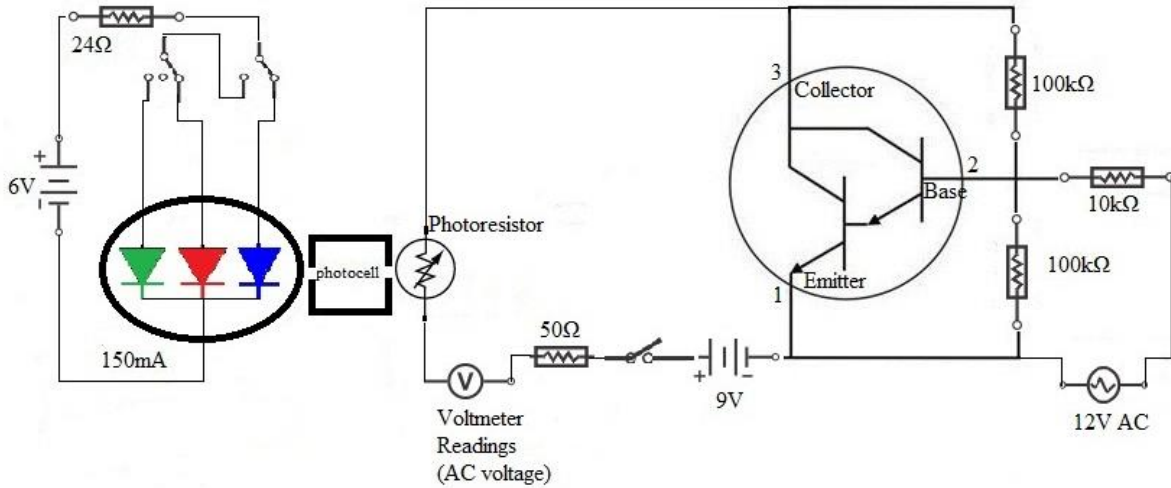 24Ω
+
6V
-
150mA
photocell
Photoresistor
V
Voltmeter
Readings
(AC voltage)
50Ω
+
-
9V
3
Collector
2
Base
Emitter
1
100kΩ
10kΩ
100kΩ
12V AC